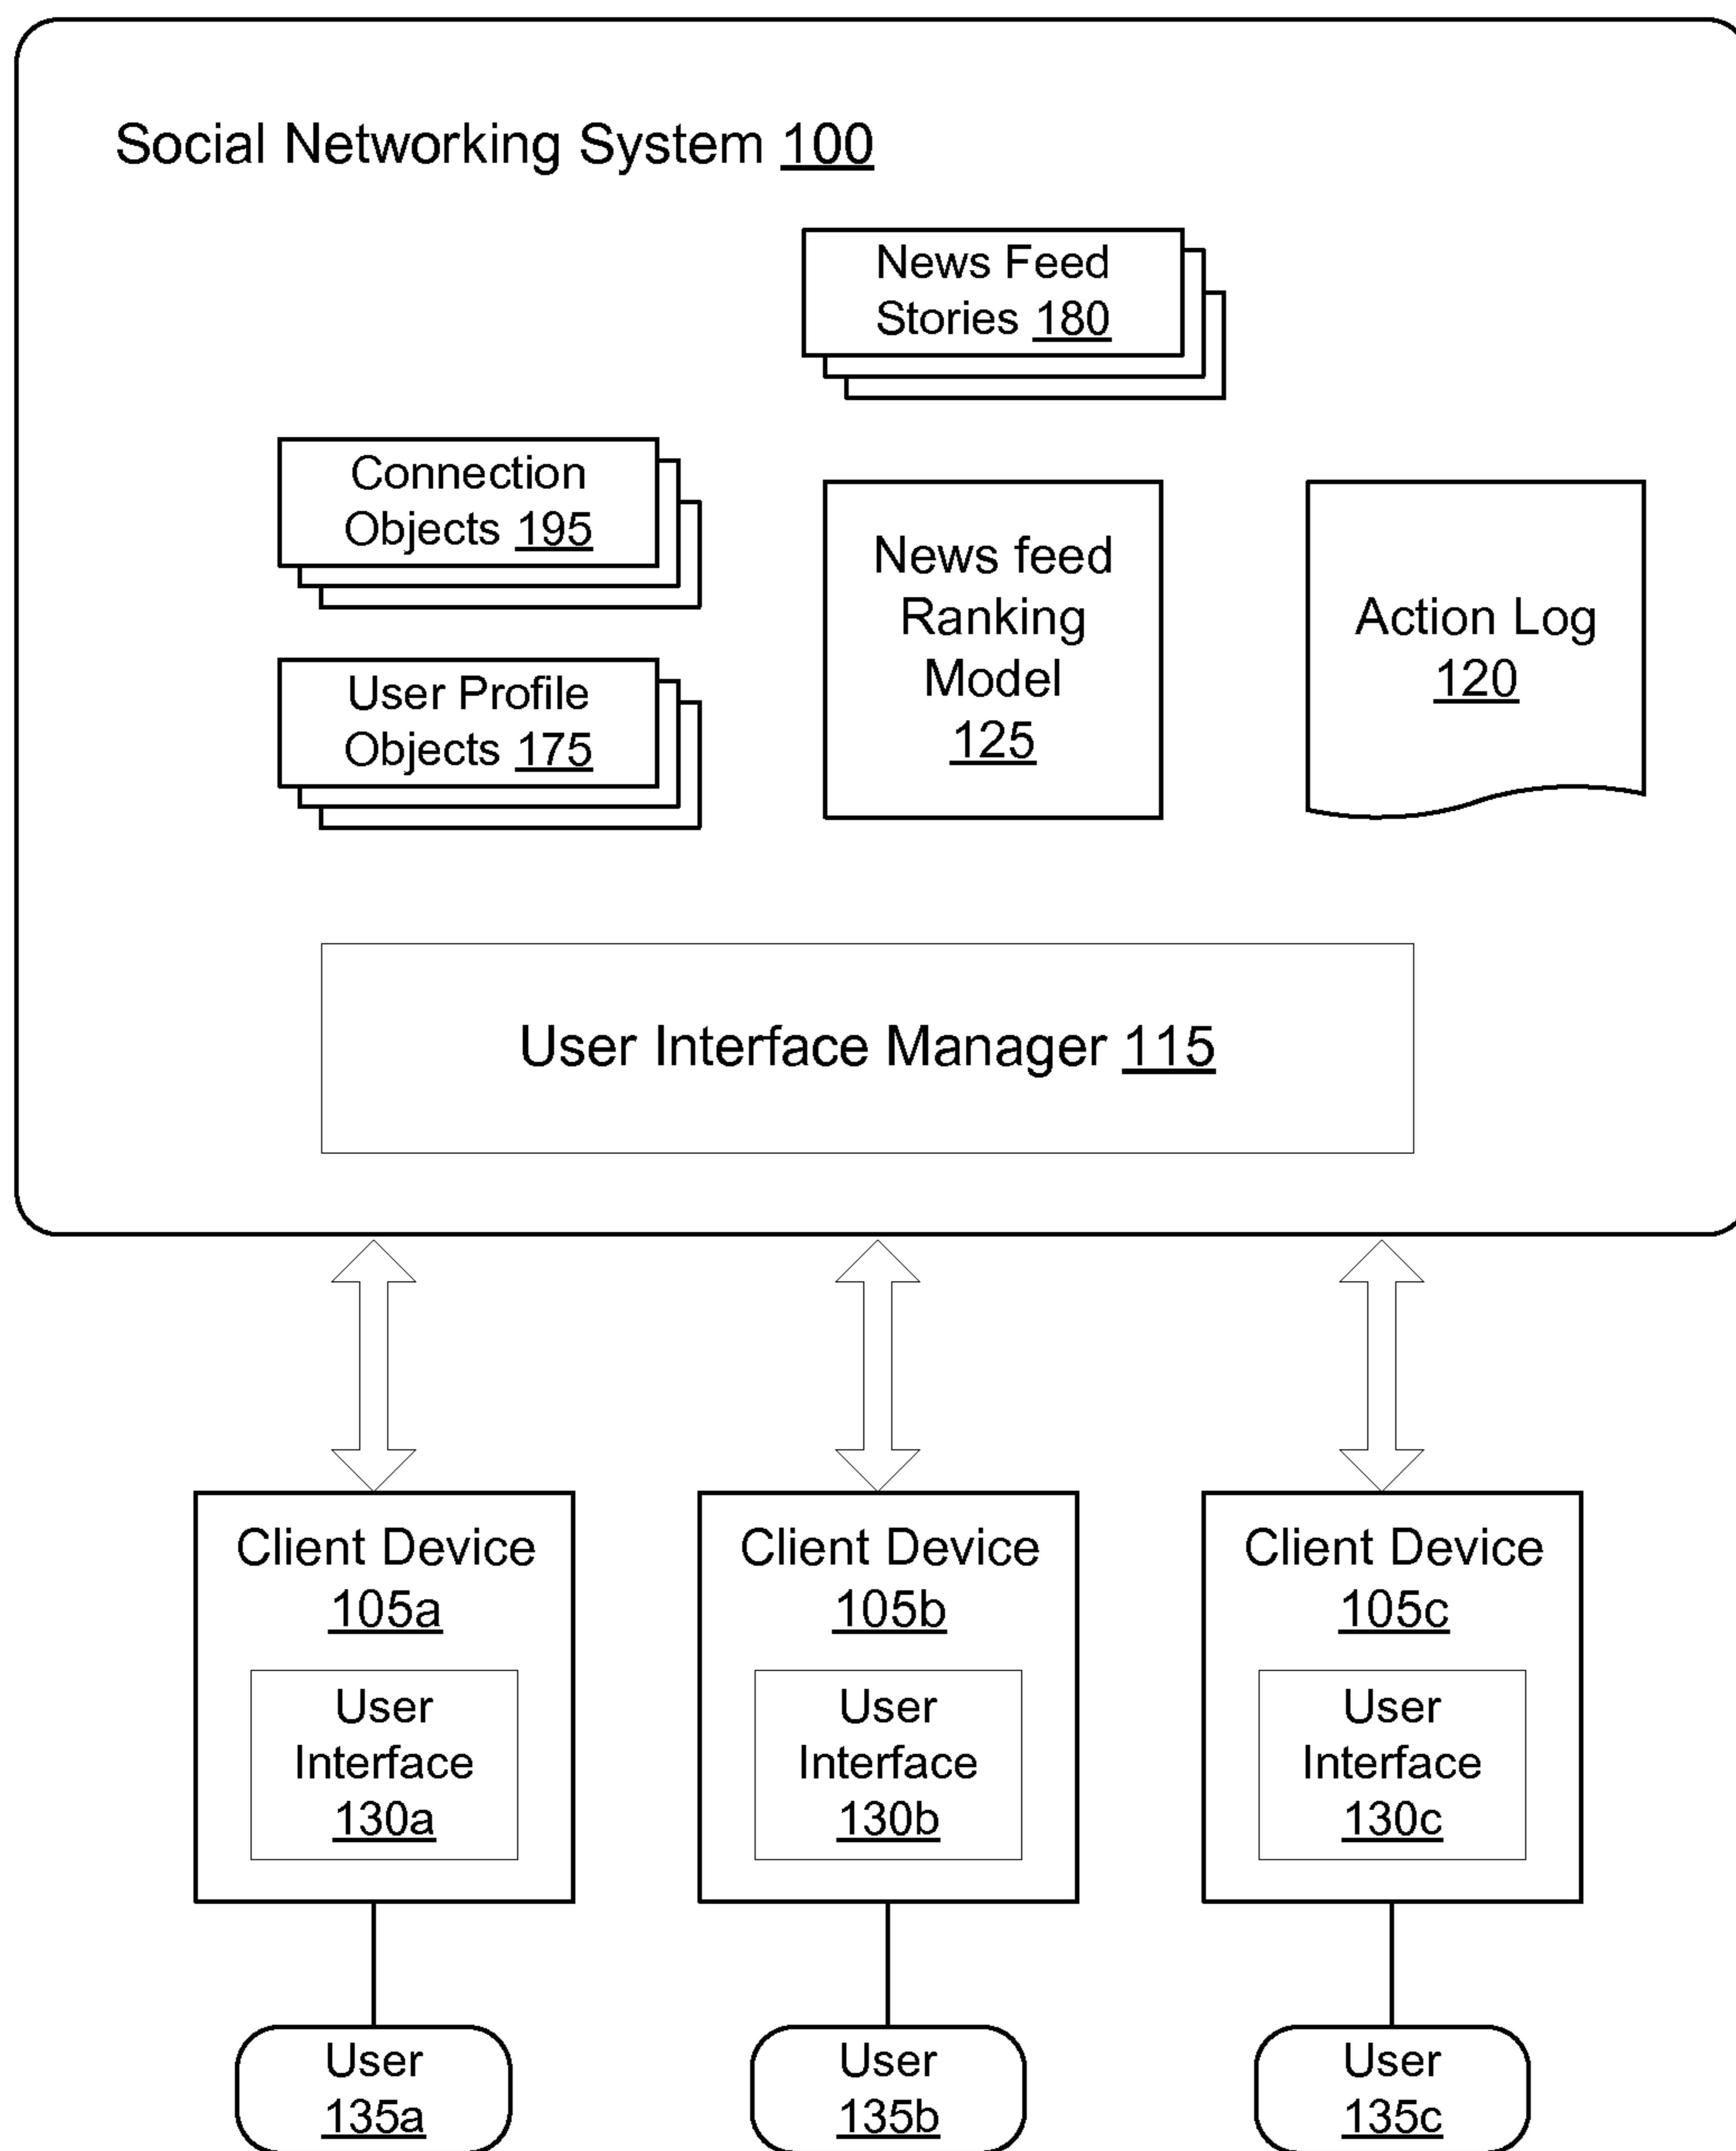 Social Networking System 100
News Feed
Stories 180
Connection
Objects 195
User Profile
Objects 175
News feed
Ranking
Model
125
Action Log
120
User Interface Manager 115
Client Device
105a
User
Interface
130a
Client Device
105b
User
Interface
130b
Client Device
105c
User
Interface
130c
User
135a
User
135b
User
135c